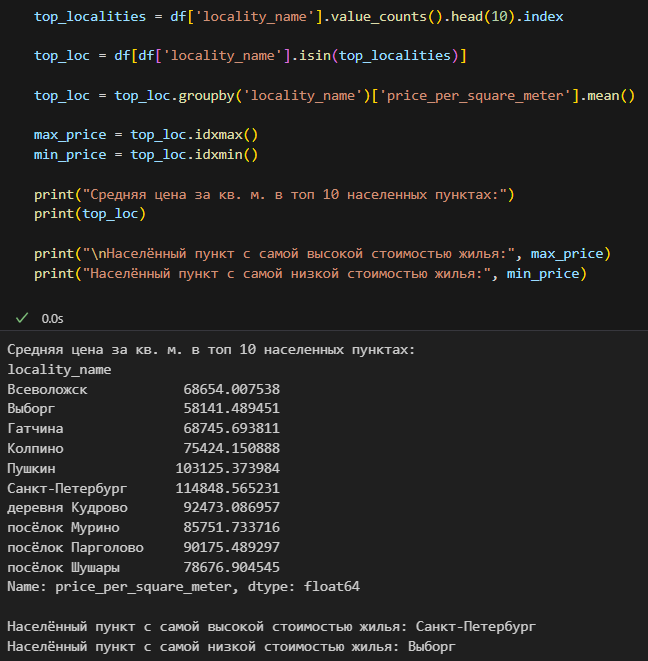 top_localities = df['locality_name'].value_counts().head(10).index
top_loc = df[df['locality_name'].isin(top_localities)]
top_loc = top_loc.groupby('locality_name')['price_per_square_meter'].mean()
max_price = top_loc.idxmax()
min_price = top_loc.idxmin()
print("Средняя цена за кв. м. в топ 10 населенных пунктах:")
print(top_loc)
print("\nНаселённый пункт с самой высокой стоимостью жилья:", max_price)
print("Населённый пункт с самой низкой стоимостью жилья:", min_price)
0.0s
Средняя цена за кв. м. в топ 10 населенных пунктах:
locality_name
Всеволожск 68654.007538
Выборг 58141.489451
Гатчина 68745.693811
Колпино 75424.150888
Пушкин 103125.373984
Санкт-Петербург 114848.565231
деревня Кудрово 92473.086957
посёлок Мурино 85751.733716
посёлок Парголово 90175.489297
посёлок Шушары 78676.904545
Name: price_per_square_meter, dtype: float64
Населённый пункт с самой высокой стоимостью жилья: Санкт-Петербург
Населённый пункт с самой низкой стоимостью жилья: Выборг